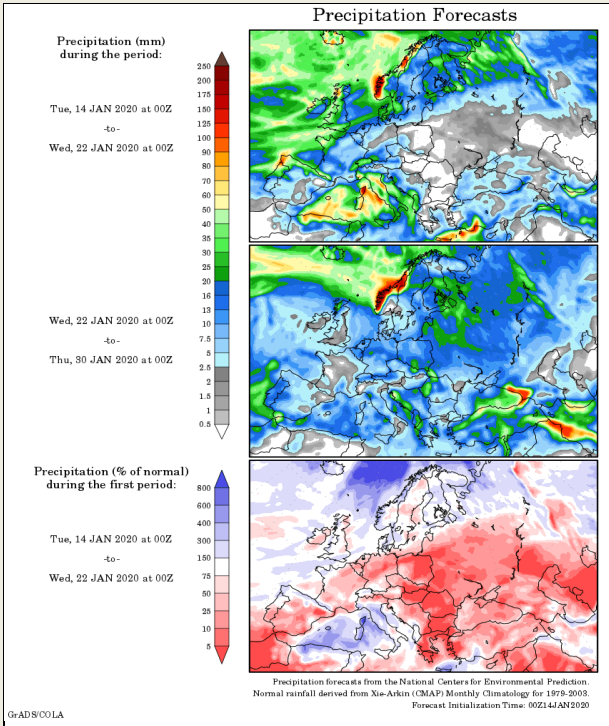 Precipitation Forecasts
Precipitation (mm)
during the period:
Tue, 14 JAN 2020 at 00Z
-to-
Wed, 22 JAN 2020 at 00Z
250
200
175
150
125
100
90
80
70
60
50
40
35
30
25
20
16
13
10
7.5
5
2.5
2
1.5
1
0.5
Wed, 22 JAN 2020 at 00Z
-to-
Thu, 30 JAN 2020 at 00Z
Precipitation (% of normal)
during the first period:
Tue, 14 JAN 2020 at 00Z
-to-
Wed, 22 JAN 2020 at 00Z
800
600
400
300
150
75
50
25
10
5
Precipitation forecasts from the National Centers for Environmental Prediction.
Normal rainfall derived from Xie-Arkin (CMAP) Monthly Climatology for 1979-2003.
Forecast Initialization Time: 00Z14JAN2020
GrADS/COLA